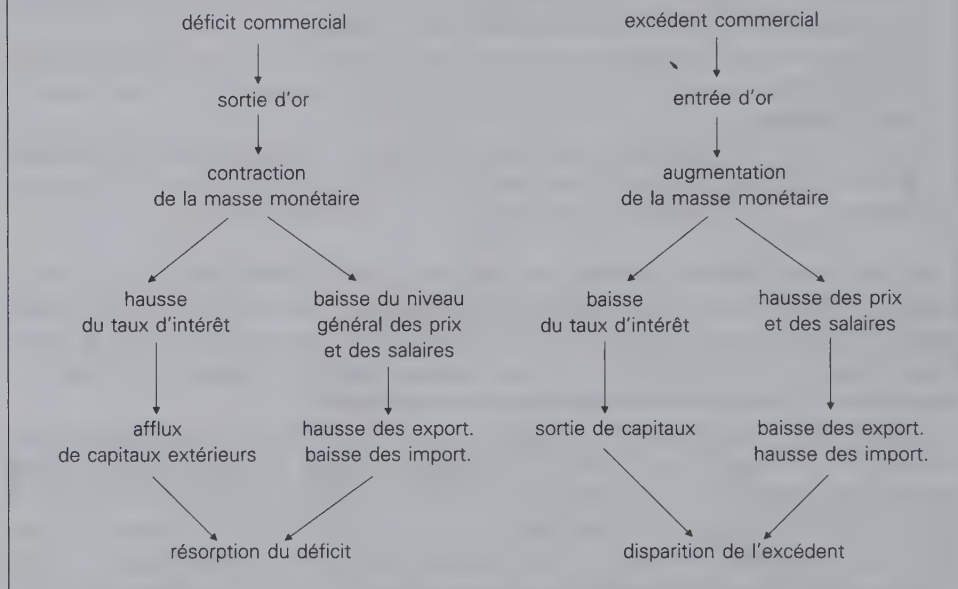 déficit commercial
sortie d'or
contraction
de la masse monétaire
hausse
du taux d'intérêt
baisse du niveau
général des prix
et des salaires
afflux
de capitaux extérieurs
hausse des export.
baisse des import.
résorption du déficit
excédent commercial
entrée d'or
augmentation
de la masse monétaire
baisse
du taux d'intérêt
hausse des prix
et des salaires
sortie de capitaux
baisse des export.
hausse des import.
disparition de l'excédent